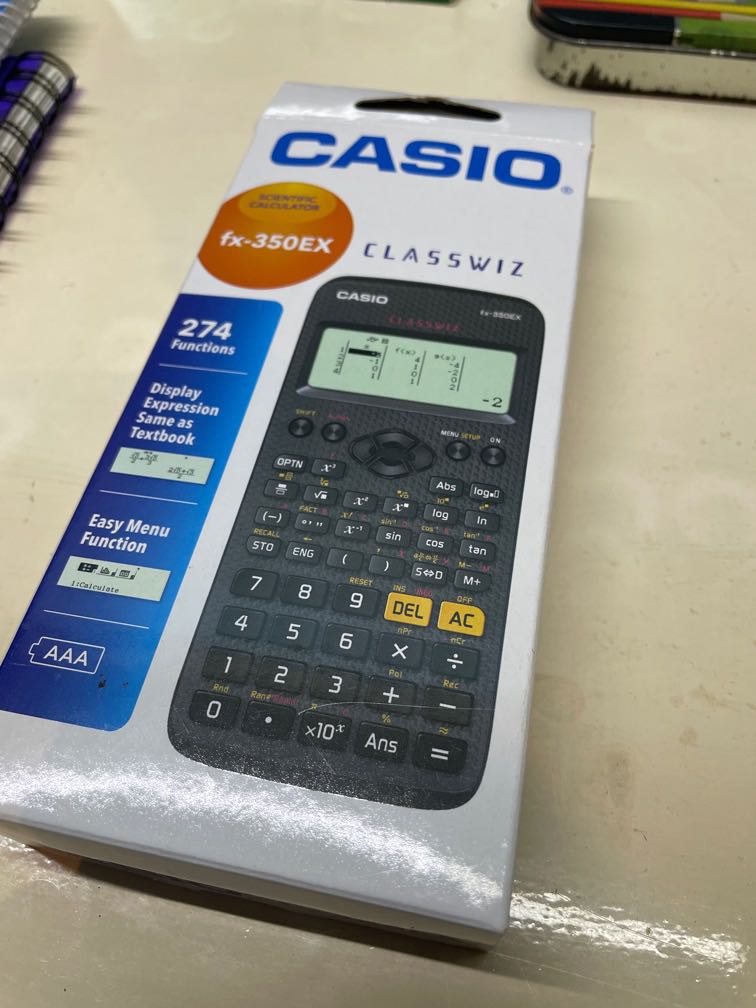 CASIO®
SCIENTIFIC
CALCULATOR
fx-350EX
CLASSWIZ
274
Functions
Display
Expression
Same as
Textbook
Easy Menu
Function
1:Calculate
AAA
CASIO
fx-350EX
CLASSWIZ
f(x) g(x)
-2
SHIFT ALPHA MENU SETUP ON
OPTN Abs
log ln
FACT
(−) sin cos tan
RECALL
STO ENG ( ) S⇔D M+
RESET INS OFF
7 8 9 DEL AC
nPr nCr
4 5 6 × ÷
Pol Rec
1 2 3 + −
Rnd %
0 • ×10ˣ Ans =